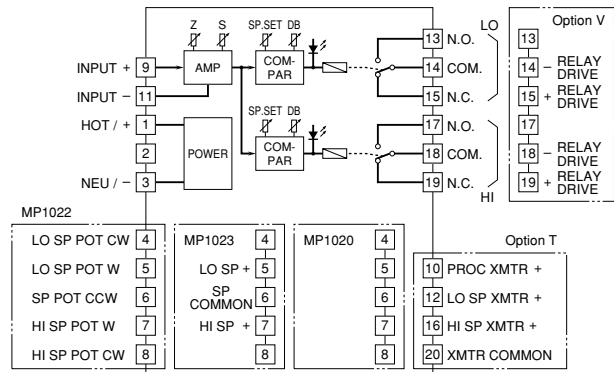 Z S SP.SET DB
13 N.O. LO
Option V
13
INPUT + 9 AMP COM-
PAR 14 COM.
14 – RELAY
DRIVE
INPUT – 11 15 N.C.
15 + RELAY
DRIVE
HOT / + 1 SP.SET DB 17 N.O.
17
2 POWER COM-
PAR 18 COM.
18 – RELAY
DRIVE
NEU / – 3 19 N.C.
HI
19 + RELAY
DRIVE
MP1022
LO SP POT CW 4
LO SP POT W 5
SP POT CCW 6
HI SP POT W 7
HI SP POT CW 8
MP1023 4
LO SP + 5
SP
COMMON 6
HI SP + 7
8
MP1020 4
5
6
7
8
Option T
10 PROC XMTR +
12 LO SP XMTR +
16 HI SP XMTR +
20 XMTR COMMON